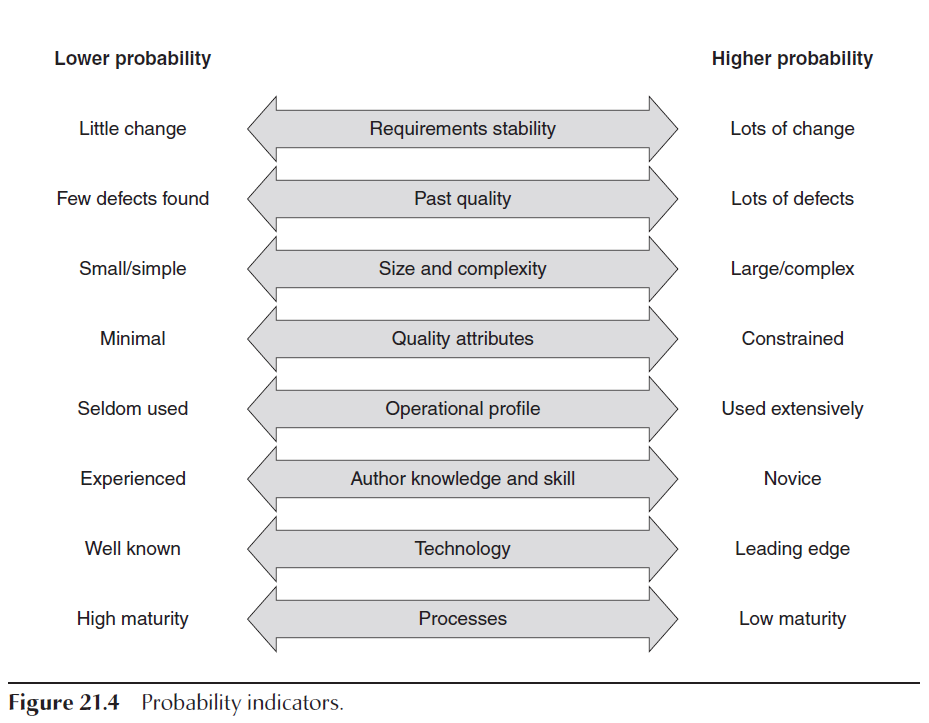 Lower probability Higher probability
Little change Requirements stability Lots of change
Few defects found Past quality Lots of defects
Small/simple Size and complexity Large/complex
Minimal Quality attributes Constrained
Seldom used Operational profile Used extensively
Experienced Author knowledge and skill Novice
Well known Technology Leading edge
High maturity Processes Low maturity
Figure 21.4 Probability indicators.